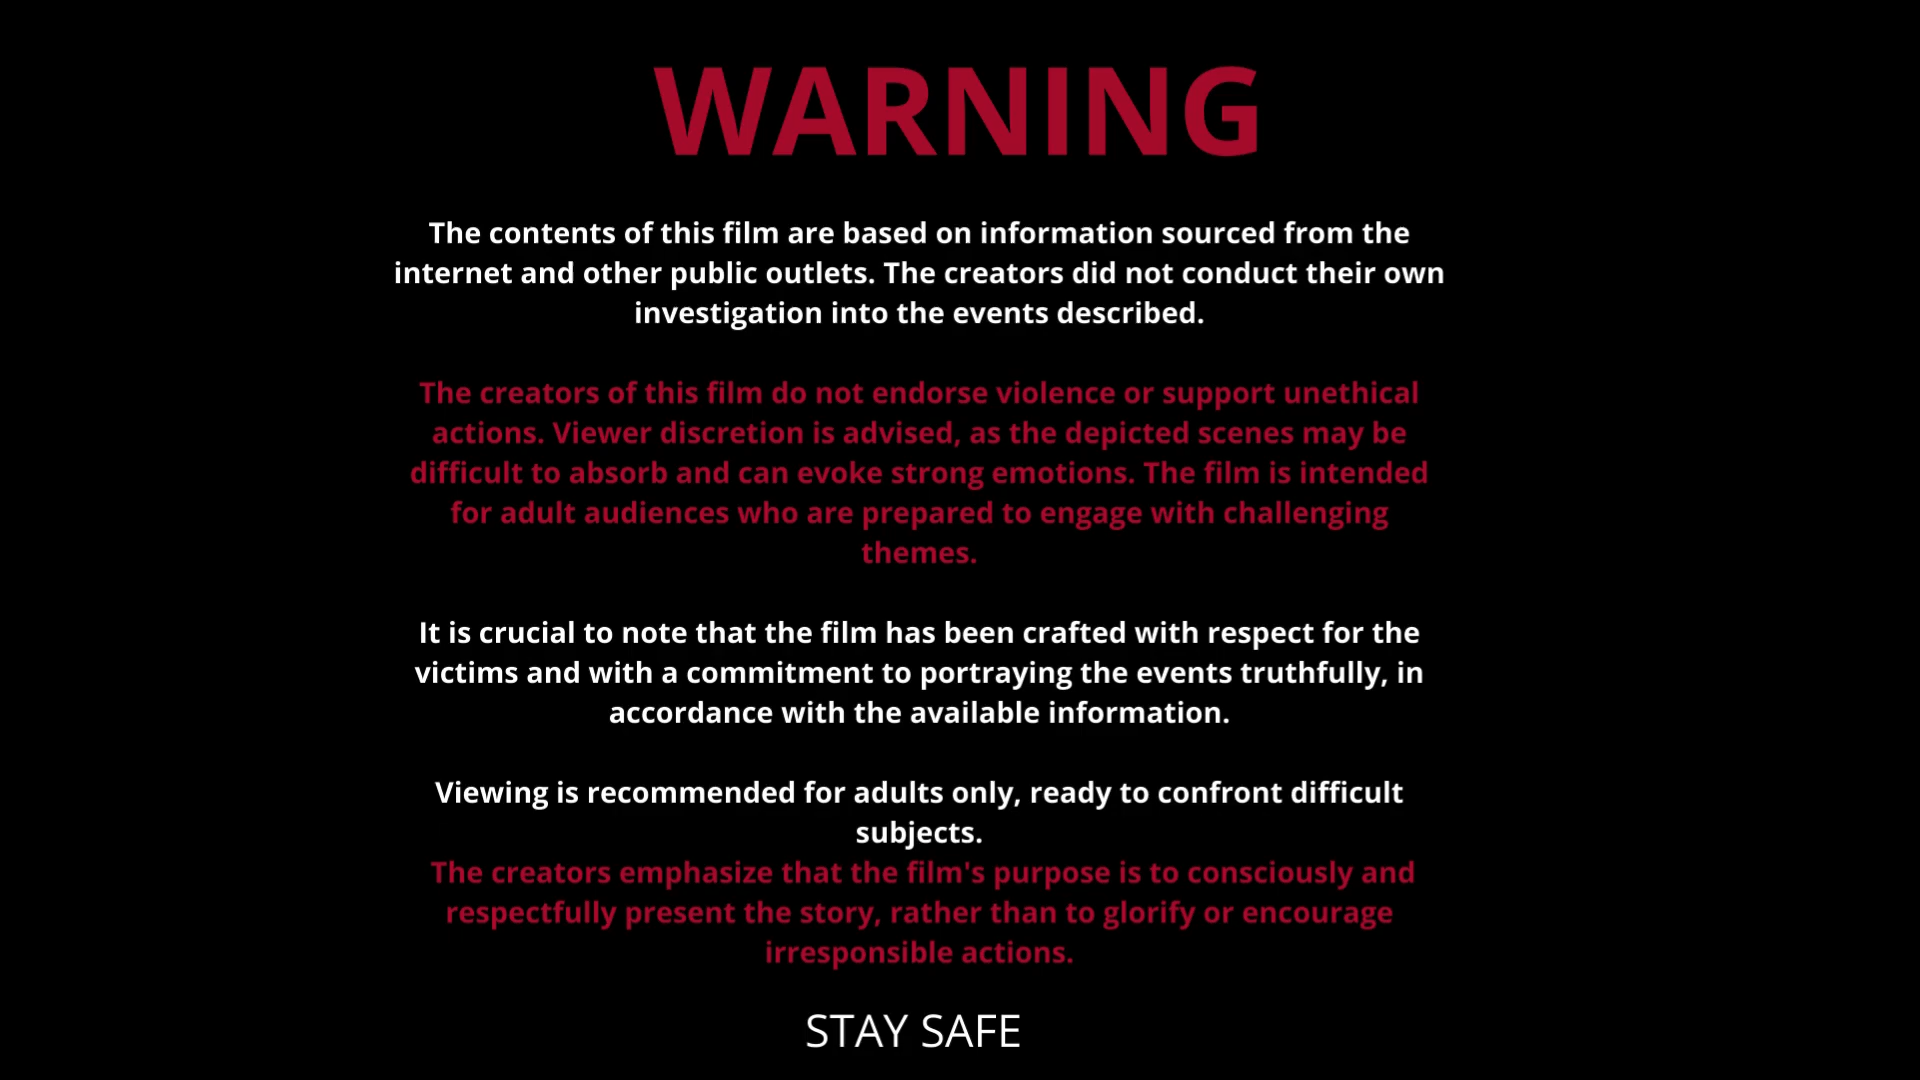 WARNING
The contents of this film are based on information sourced from the
internet and other public outlets. The creators did not conduct their own
investigation into the events described.
The creators of this film do not endorse violence or support unethical
actions. Viewer discretion is advised, as the depicted scenes may be
difficult to absorb and can evoke strong emotions. The film is intended
for adult audiences who are prepared to engage with challenging
themes.
It is crucial to note that the film has been crafted with respect for the
victims and with a commitment to portraying the events truthfully, in
accordance with the available information.
Viewing is recommended for adults only, ready to confront difficult
subjects.
The creators emphasize that the film's purpose is to consciously and
respectfully present the story, rather than to glorify or encourage
irresponsible actions.
STAY SAFE